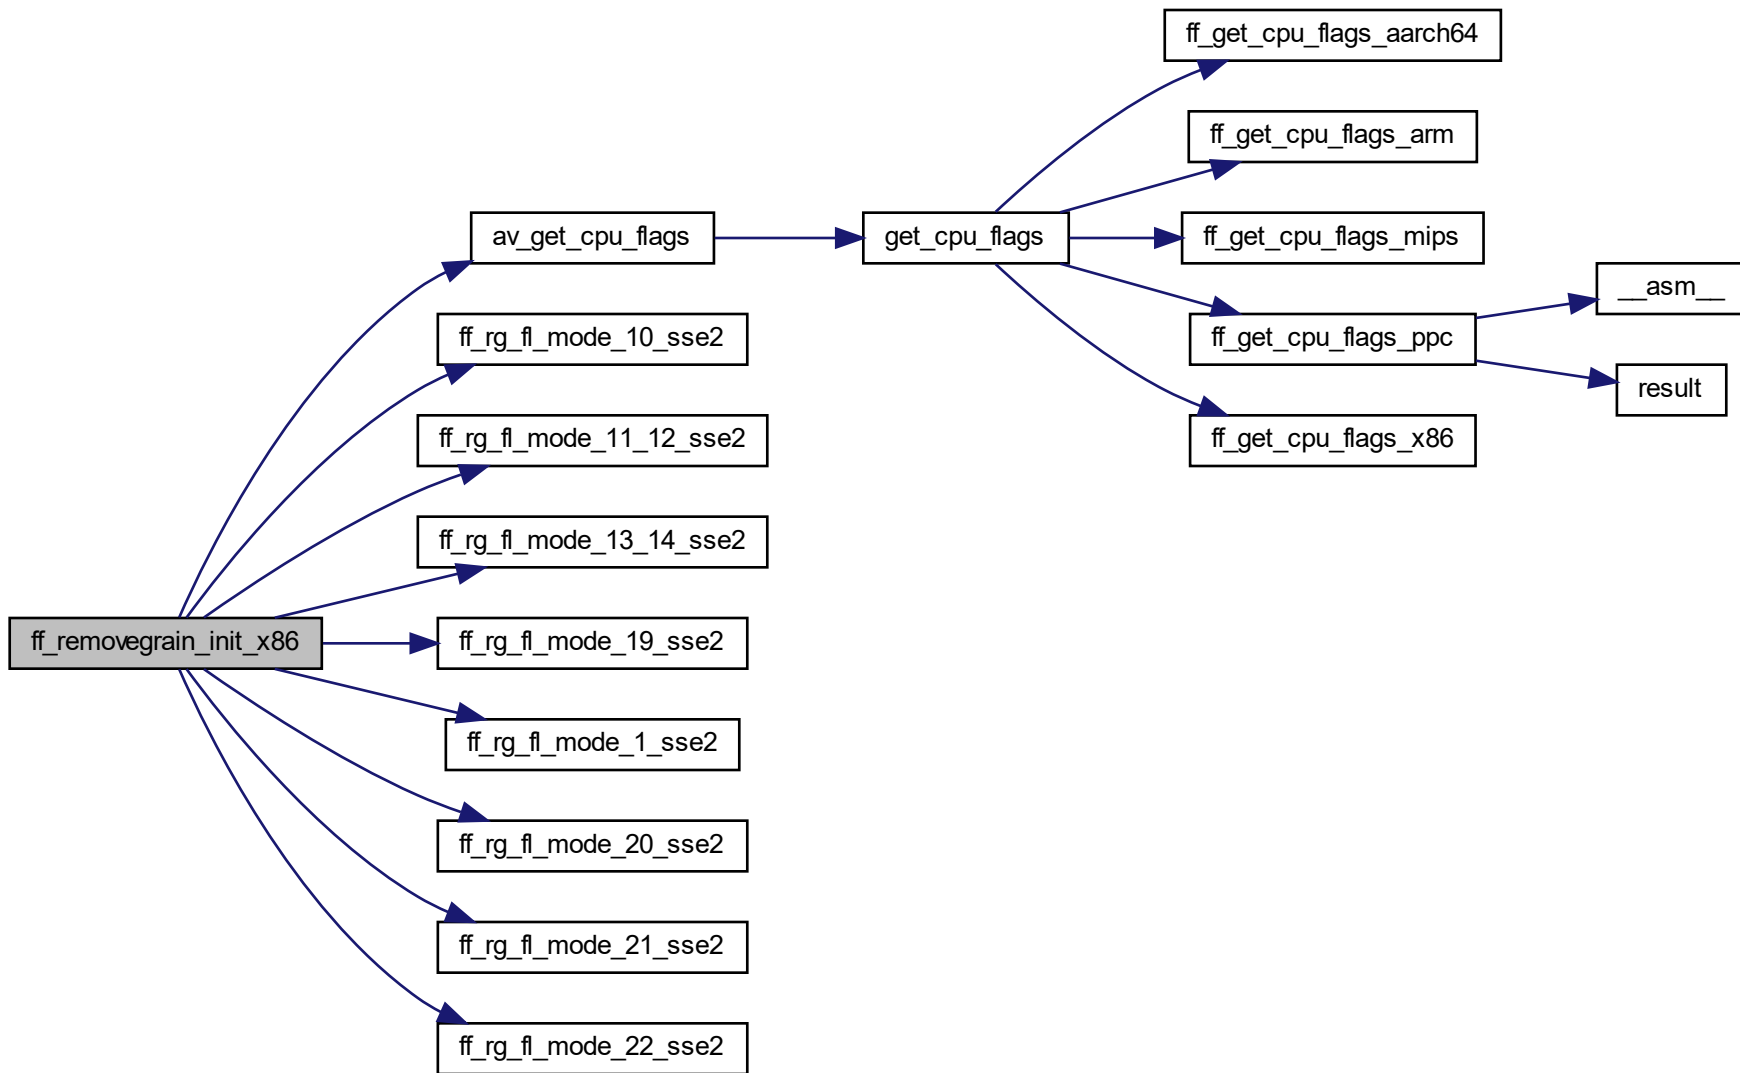 ff_get_cpu_flags_aarch64
ff_get_cpu_flags_arm
av_get_cpu_flags
get_cpu_flags
ff_get_cpu_flags_mips
__asm__
ff_rg_fl_mode_10_sse2
ff_get_cpu_flags_ppc
result
ff_rg_fl_mode_11_12_sse2
ff_get_cpu_flags_x86
ff_rg_fl_mode_13_14_sse2
ff_removegrain_init_x86
ff_rg_fl_mode_19_sse2
ff_rg_fl_mode_1_sse2
ff_rg_fl_mode_20_sse2
ff_rg_fl_mode_21_sse2
ff_rg_fl_mode_22_sse2